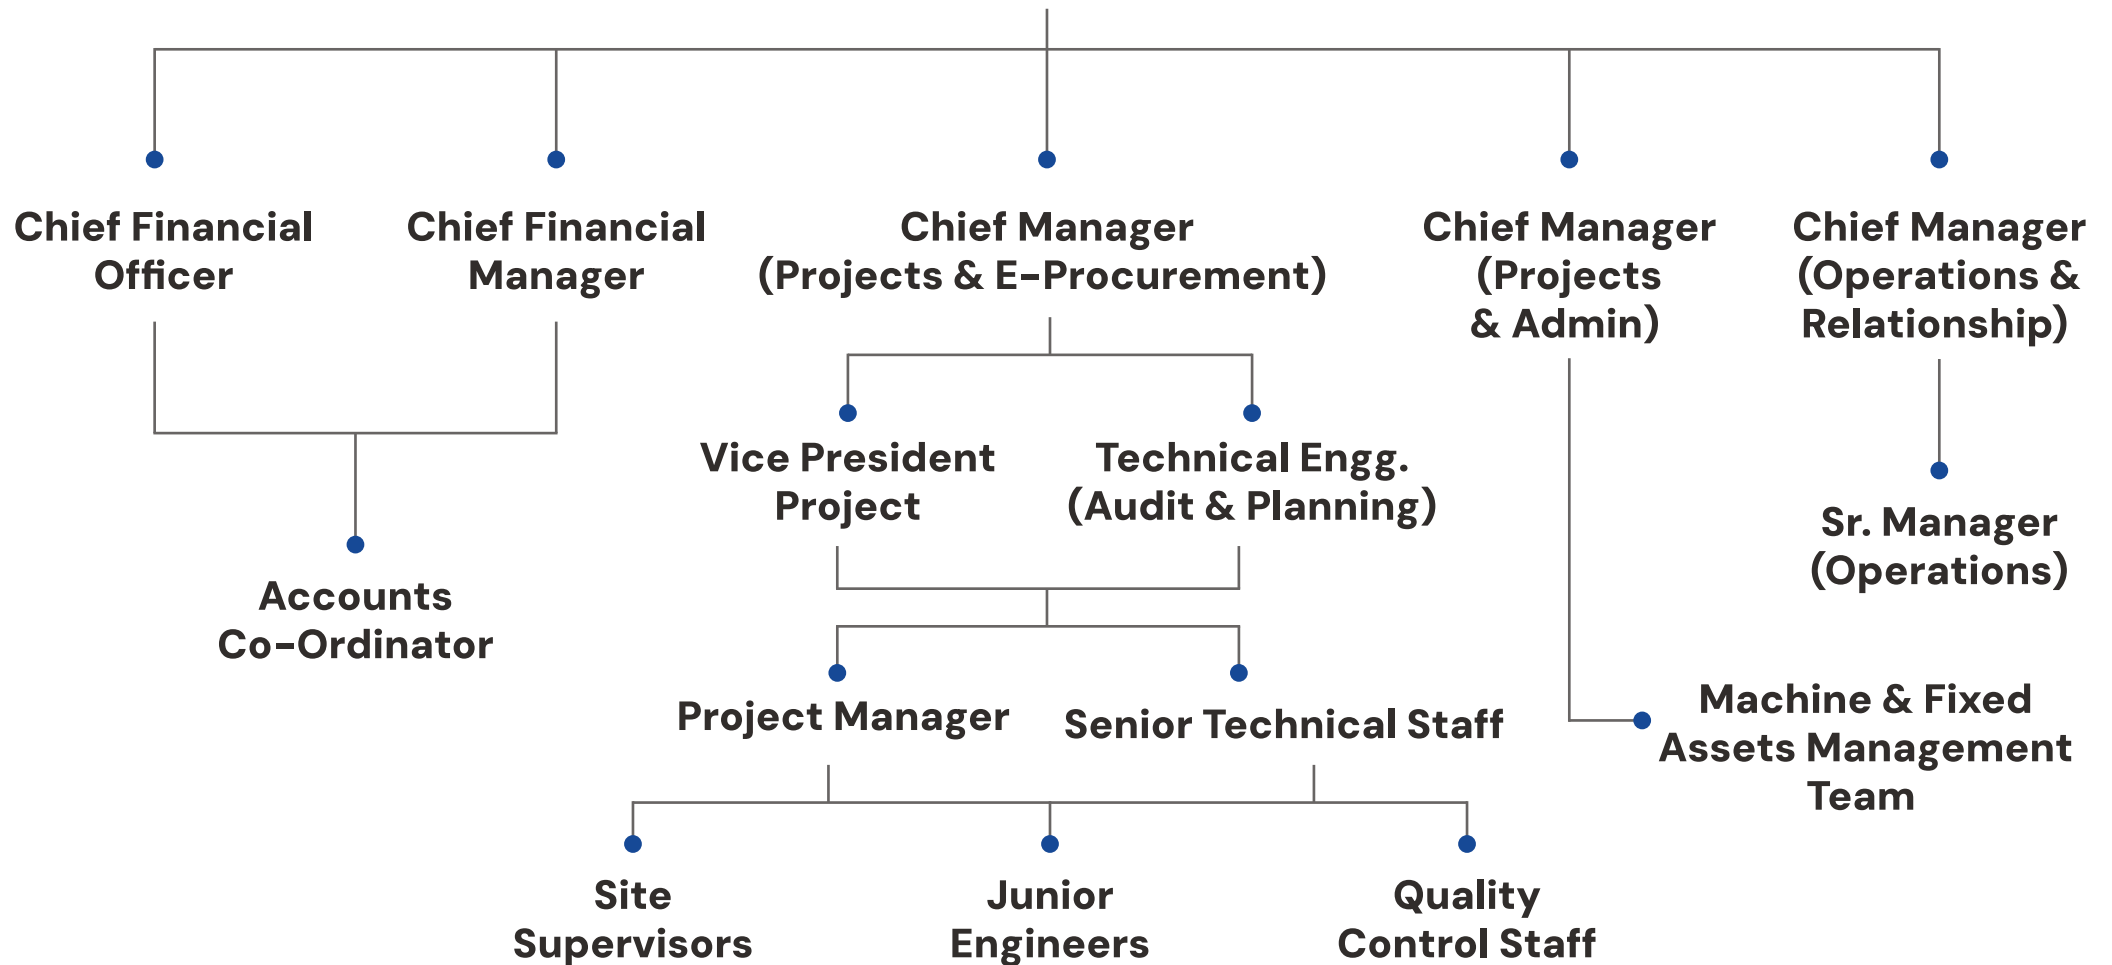 Chief Financial
Officer
Chief Financial
Manager
Chief Manager
(Projects & E-Procurement)
Chief Manager
(Projects
& Admin)
Chief Manager
(Operations &
Relationship)
Vice President
Project
Technical Engg.
(Audit & Planning)
Sr. Manager
(Operations)
Accounts
Co-Ordinator
Project Manager
Senior Technical Staff
Machine & Fixed
Assets Management
Team
Site
Supervisors
Junior
Engineers
Quality
Control Staff